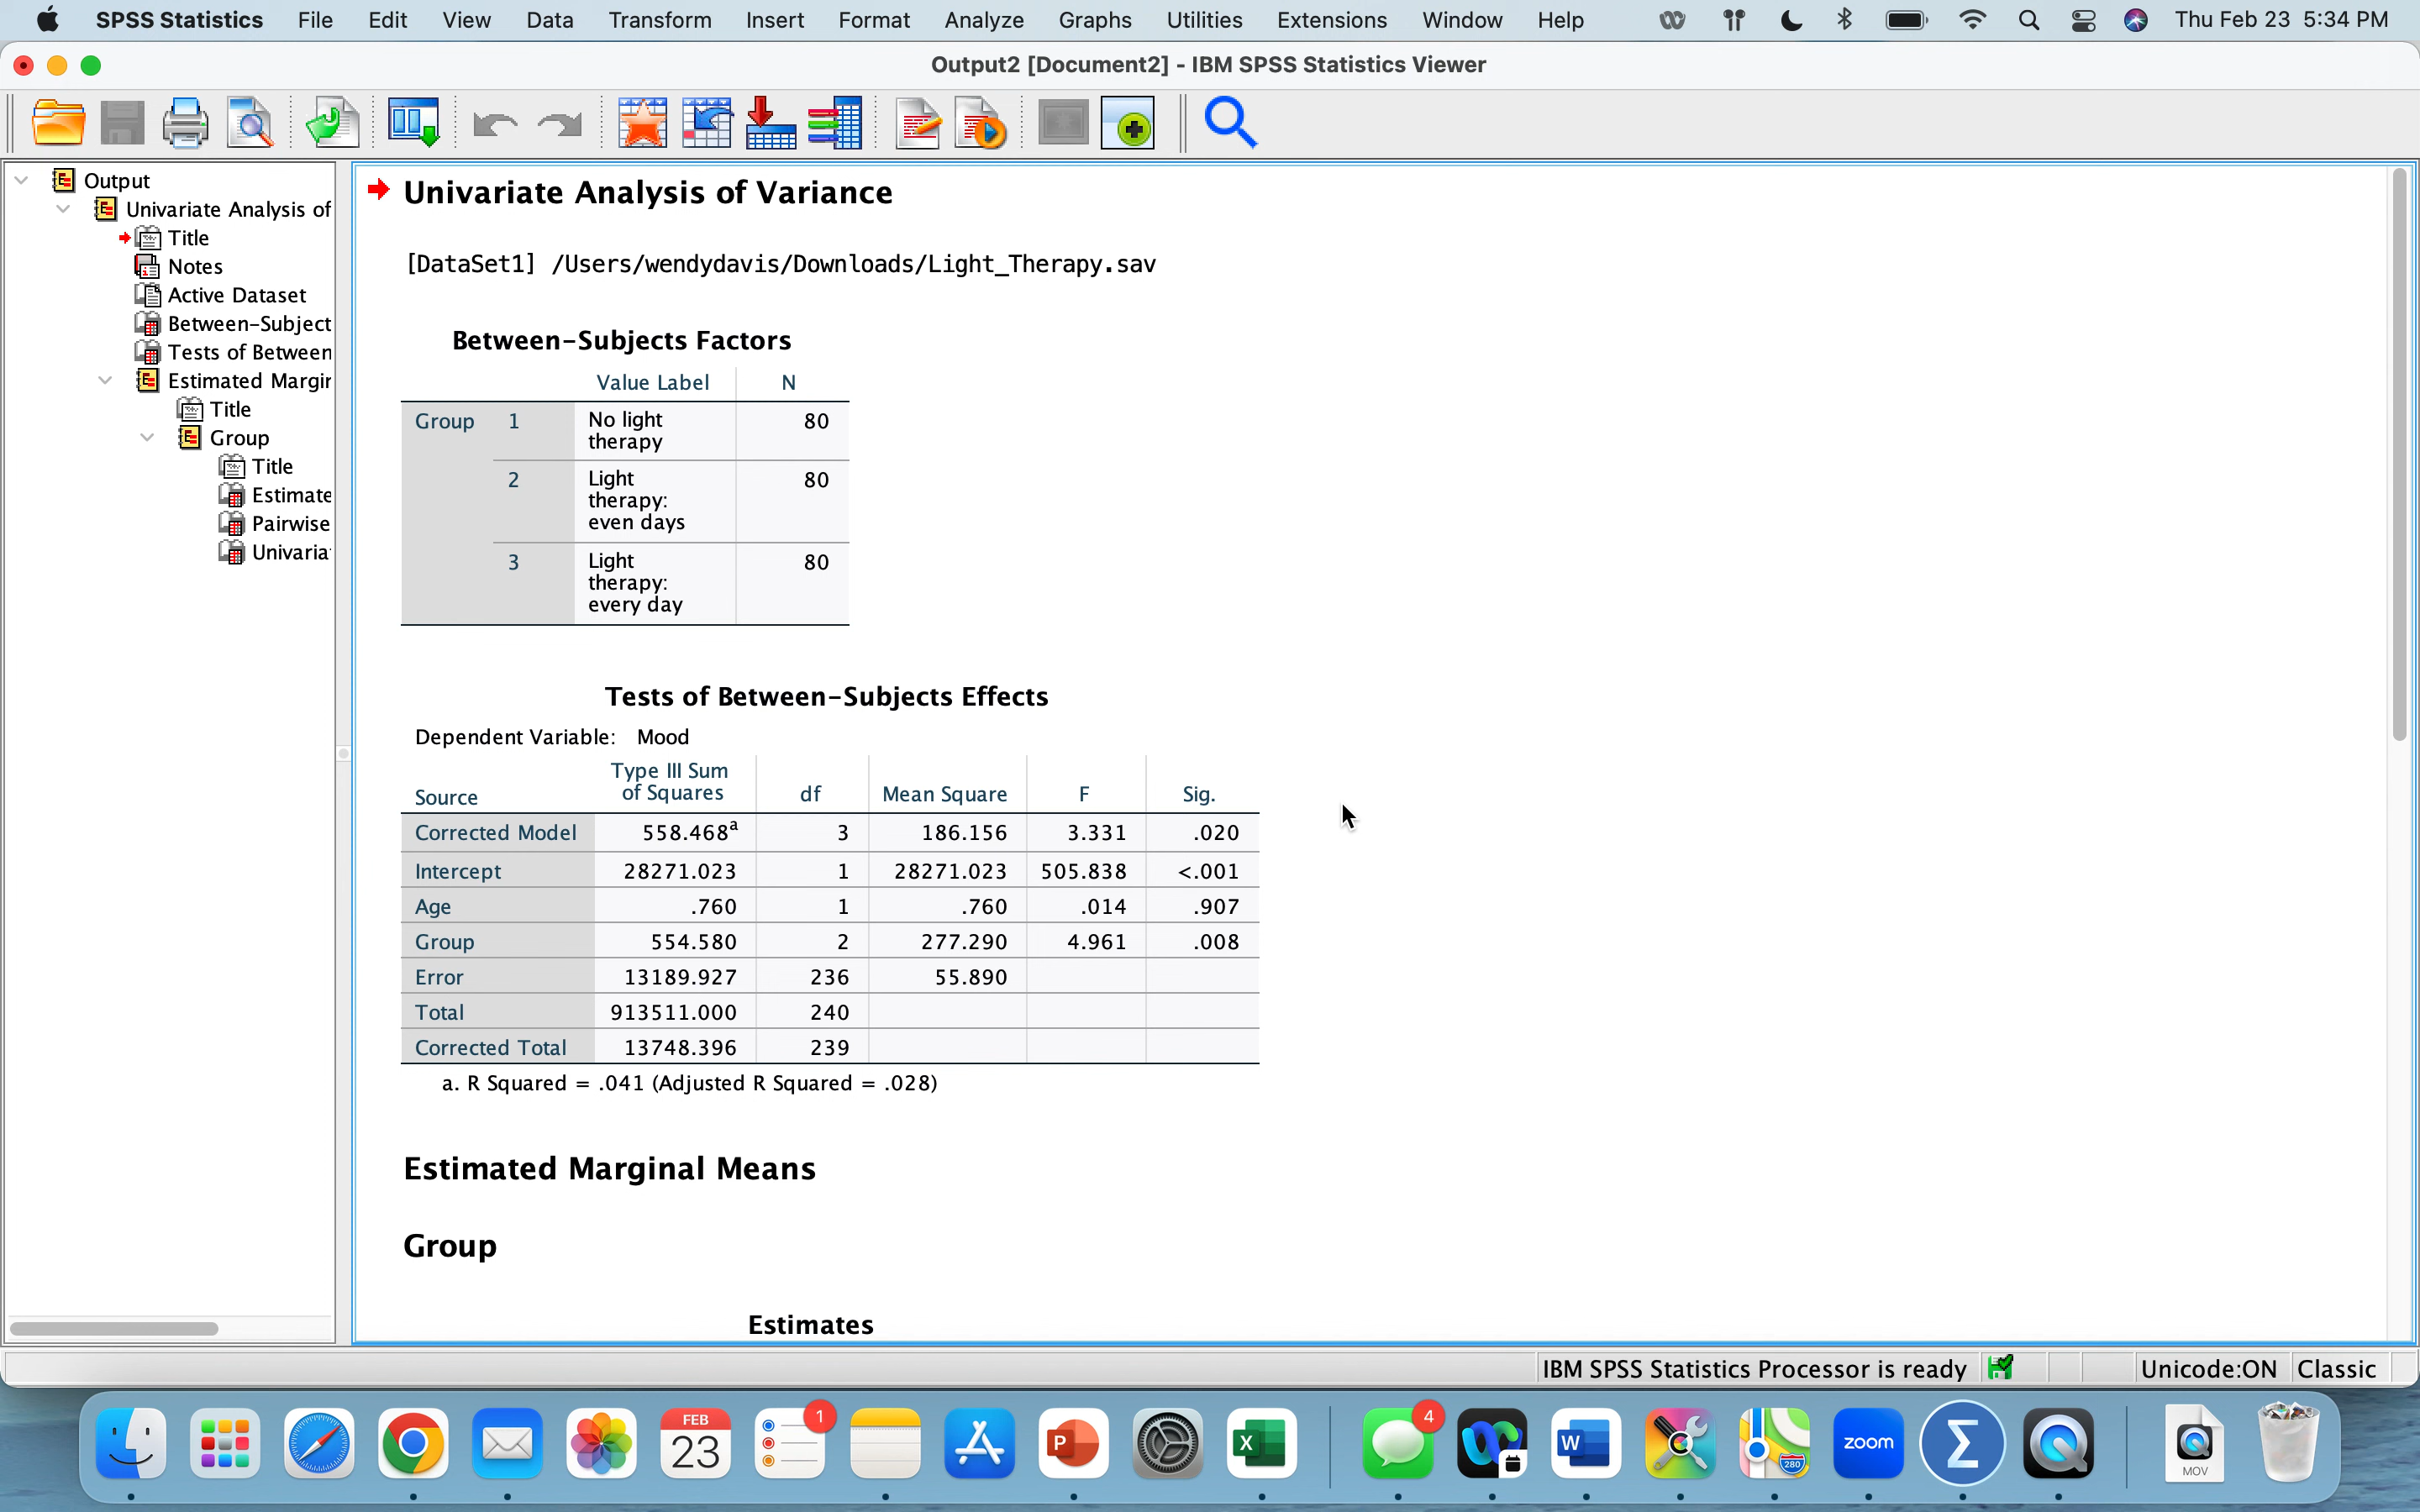 SPSS Statistics File Edit View Data Transform Insert Format Analyze Graphs Utilities Extensions Window Help Thu Feb 23 5:34 PM
Output2 [Document2] - IBM SPSS Statistics Viewer
Output
Univariate Analysis of
Title
Notes
Active Dataset
Between-Subject
Tests of Between
Estimated Margin
Title
Group
Title
Estimate
Pairwise
Univaria
Univariate Analysis of Variance
[DataSet1] /Users/wendydavis/Downloads/Light_Therapy.sav
Between-Subjects Factors
Value Label N
Group 1 No light therapy 80
2 Light therapy: even days 80
3 Light therapy: every day 80
Tests of Between-Subjects Effects
Dependent Variable: Mood
Source Type III Sum of Squares df Mean Square F Sig.
Corrected Model 558.468a 3 186.156 3.331 .020
Intercept 28271.023 1 28271.023 505.838 <.001
Age .760 1 .760 .014 .907
Group 554.580 2 277.290 4.961 .008
Error 13189.927 236 55.890
Total 913511.000 240
Corrected Total 13748.396 239
a. R Squared = .041 (Adjusted R Squared = .028)
Estimated Marginal Means
Group
Estimates
IBM SPSS Statistics Processor is ready Unicode:ON Classic
FEB
23
1
P
X
4
W
280
zoom
Σ
MOV